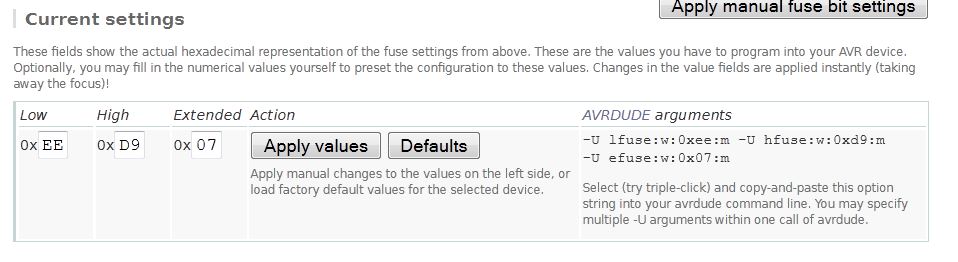 Apply manual fuse bit settings
Current settings
These fields show the actual hexadecimal representation of the fuse settings from above. These are the values you have to program into your AVR device.
Optionally, you may fill in the numerical values yourself to preset the configuration to these values. Changes in the value fields are applied instantly (taking
away the focus)!
Low High Extended Action AVRDUDE arguments
0x EE 0x D9 0x 07 Apply values Defaults -U lfuse:w:0xee:m -U hfuse:w:0xd9:m
-U efuse:w:0x07:m
Apply manual changes to the values on the left side, or
load factory default values for the selected device.
Select (try triple-click) and copy-and-paste this option
string into your avrdude command line. You may specify
multiple -U arguments within one call of avrdude.